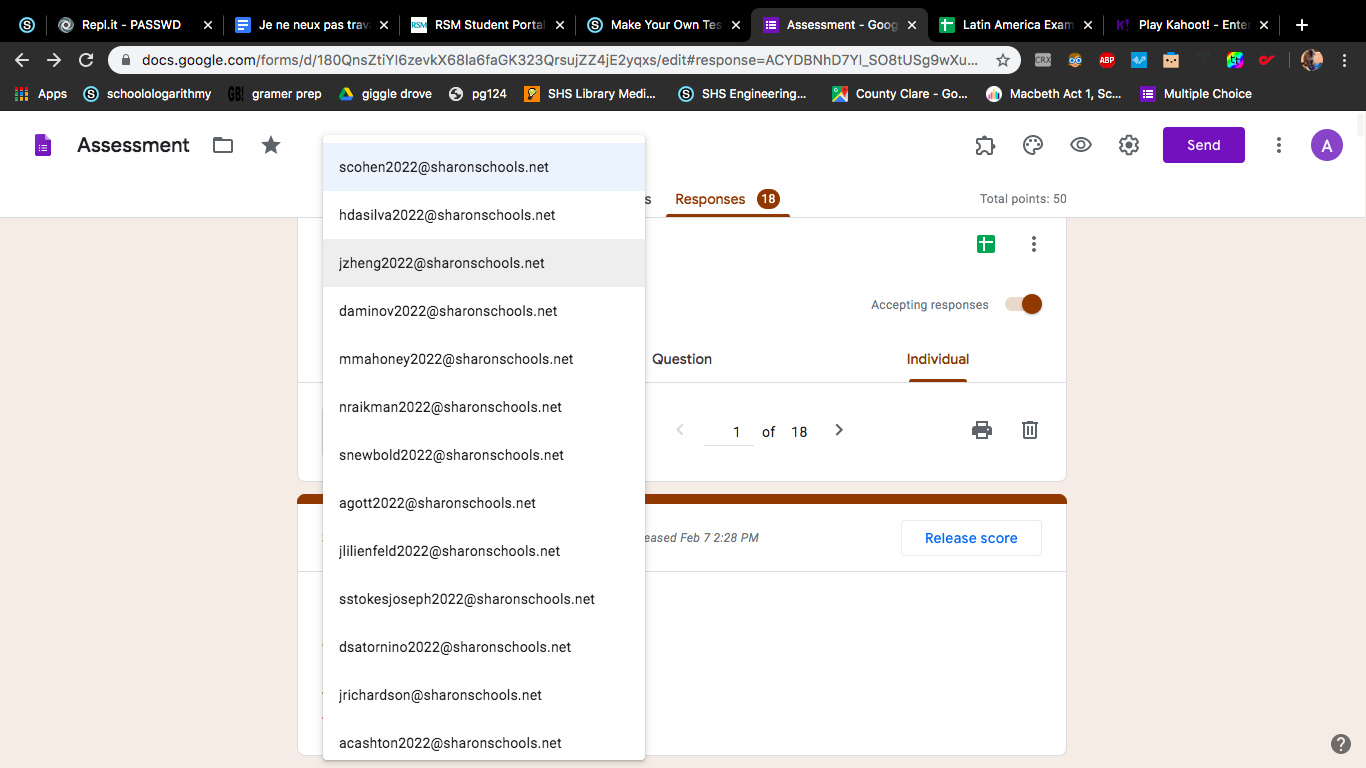 Repl.it - PASSWD
Je ne neux pas trav
RSM Student Portal
Make Your Own Tes
Assessment - Goog
Latin America Exam
Play Kahoot! - Ente
docs.google.com/forms/d/180QnsZtiYI6zevkX68la6faGK323QrsujZZ4jE2yqxs/edit#response=ACYDBNhD7Yl_SO8tUSg9wXu...
CRX
ABP
Apps
schoolologarithmy
GB!
gramer prep
giggle drove
pg124
SHS Library Medi...
SHS Engineering...
County Clare - Go...
Macbeth Act 1, Sc...
Multiple Choice
Assessment
Send
A
s
Responses
18
Total points: 50
scohen2022@sharonschools.net
hdasilva2022@sharonschools.net
jzheng2022@sharonschools.net
daminov2022@sharonschools.net
mmahoney2022@sharonschools.net
nraikman2022@sharonschools.net
snewbold2022@sharonschools.net
agott2022@sharonschools.net
jlilienfeld2022@sharonschools.net
sstokesjoseph2022@sharonschools.net
dsatornino2022@sharonschools.net
jrichardson@sharonschools.net
acashton2022@sharonschools.net
Accepting responses
Question
Individual
1 of 18
eased Feb 7 2:28 PM
Release score